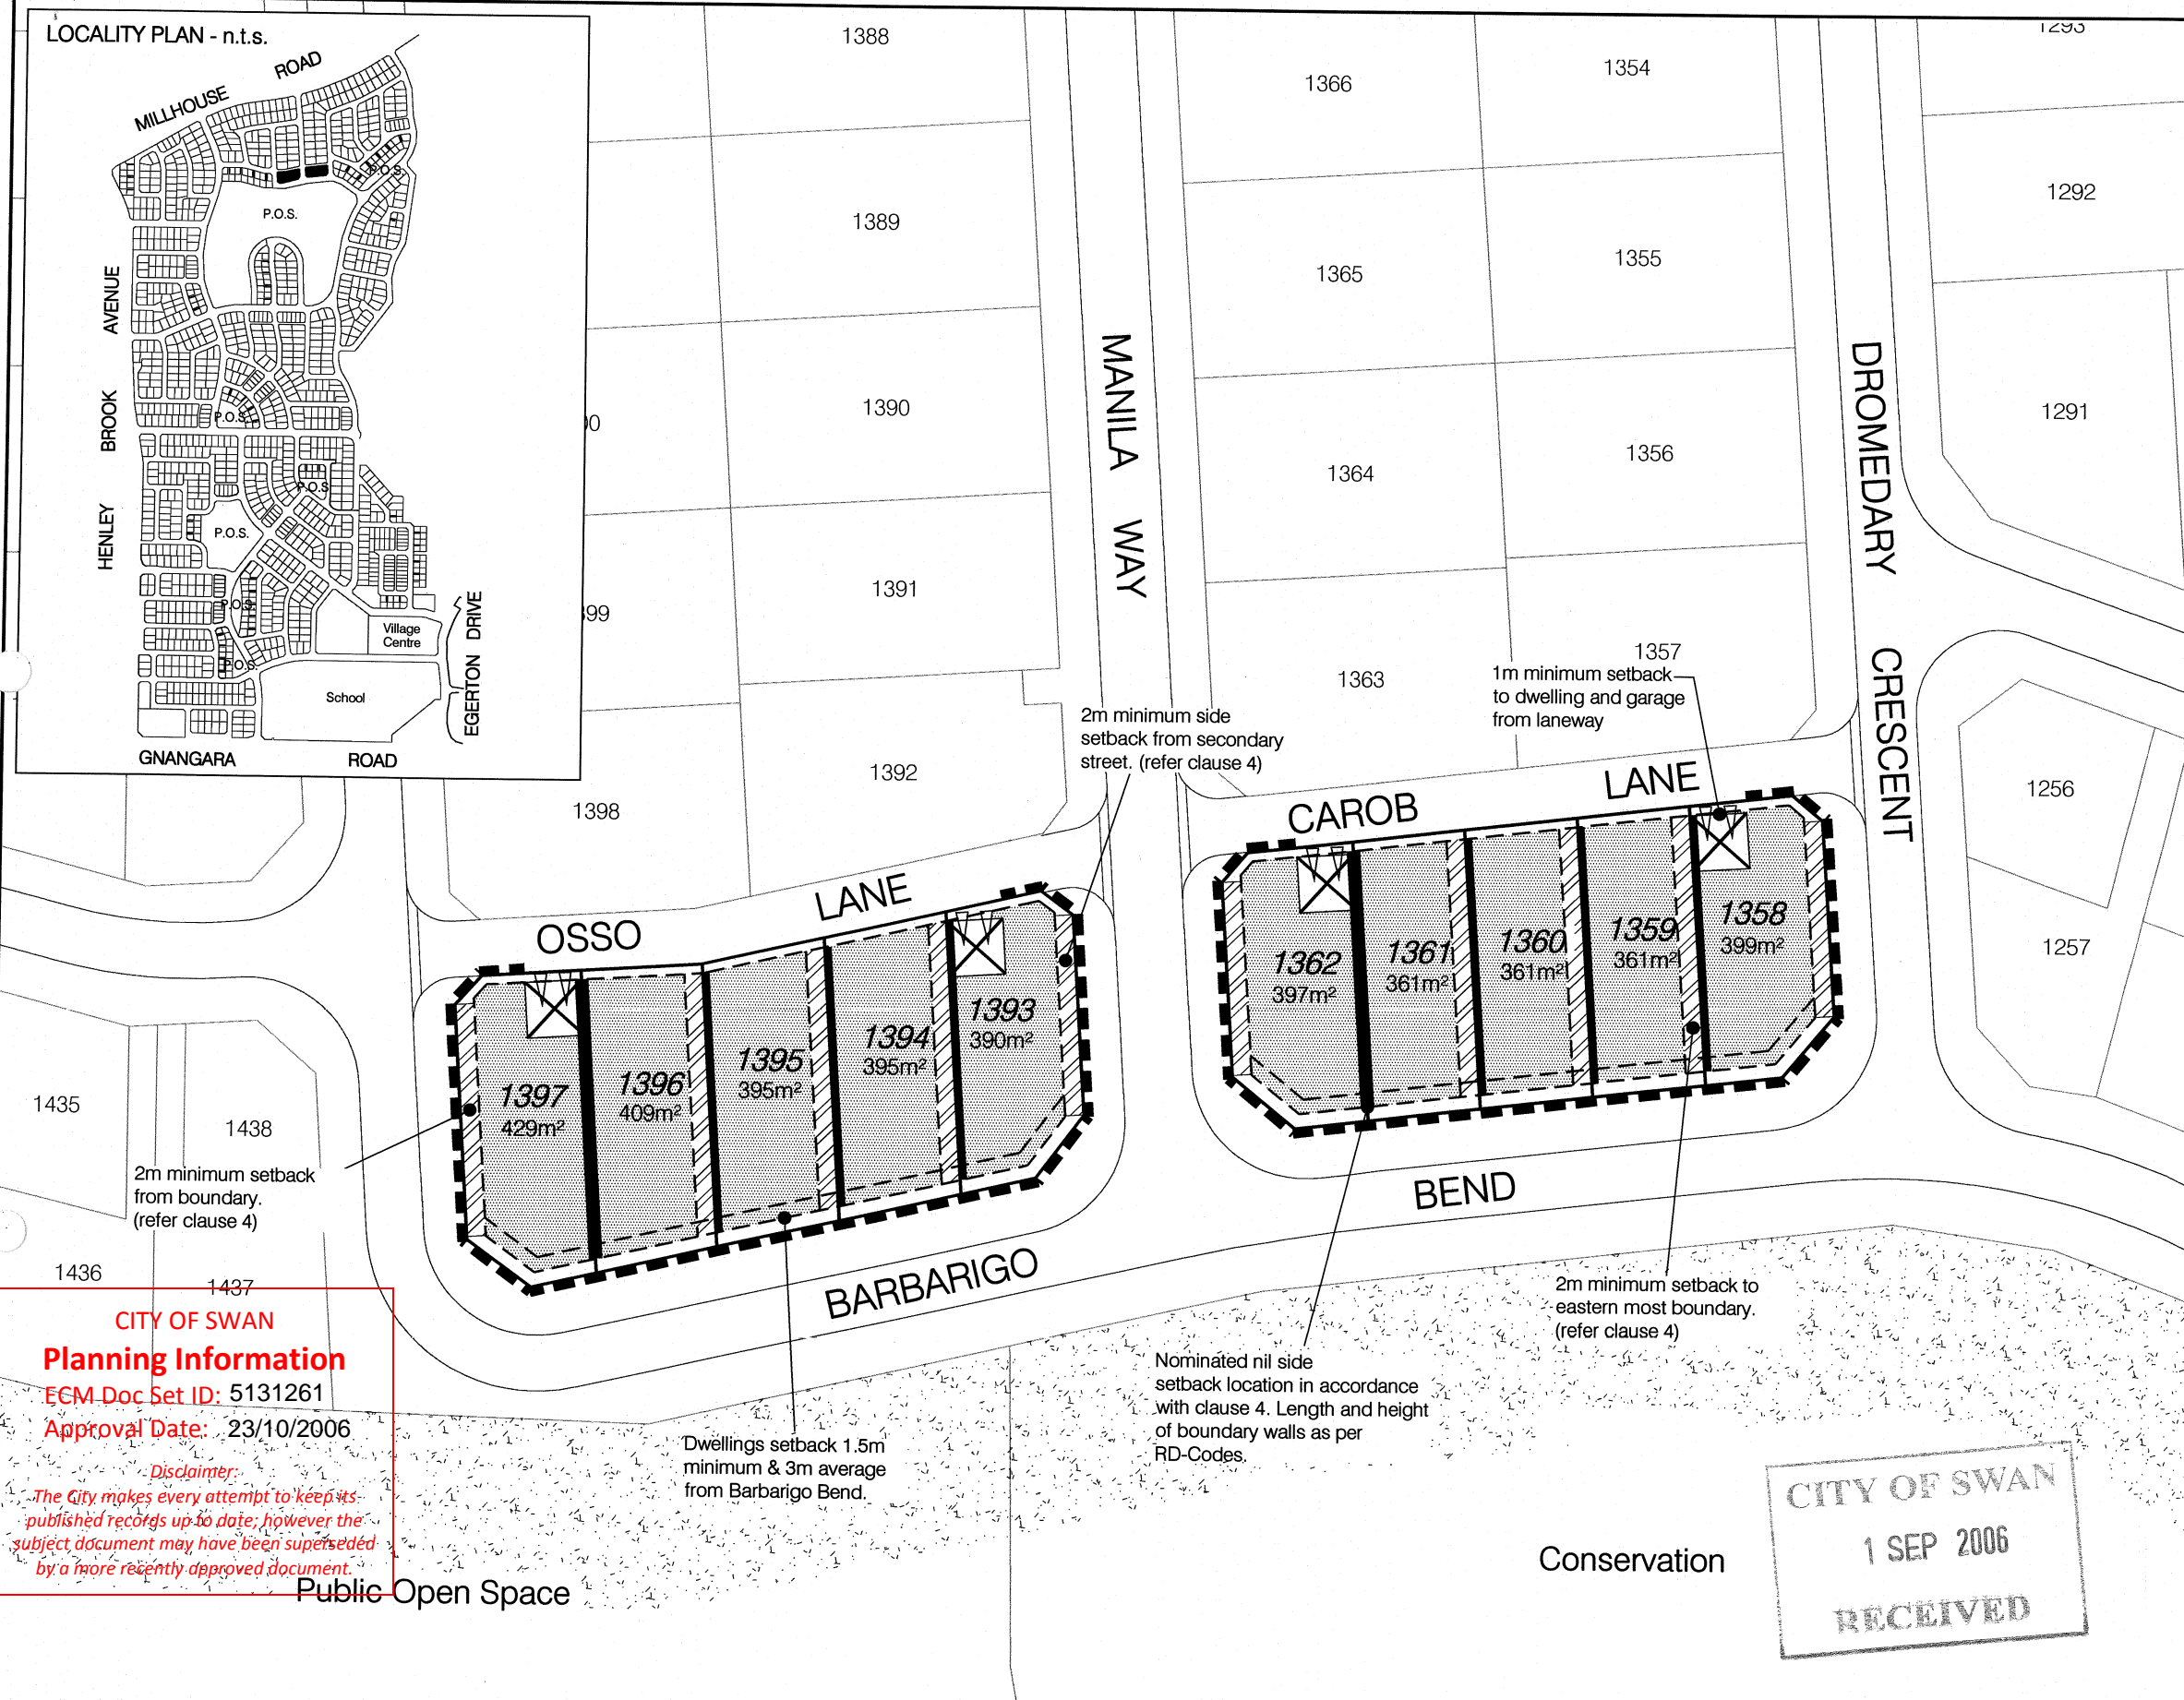 LOCALITY PLAN - n.t.s.
MILLHOUSE ROAD
P.O.S.
P.O.S.
HENLEY BROOK AVENUE
P.O.S.
P.O.S.
P.O.S.
P.O.S.
P.O.S.
Village
Centre
School
EGERTON DRIVE
GNANGARA ROAD
1388
1389
1390
1391
1392
1398
1366
1354
1365
1355
1364
1356
1363
1357
1293
1292
1291
1256
1257
MANILA WAY
DROMEDARY CRESCENT
2m minimum side
setback from secondary
street. (refer clause 4)
1m minimum setback
to dwelling and garage
from laneway
CAROB LANE
OSSO LANE
1397
429m²
1396
409m²
1395
395m²
1394
395m²
1393
390m²
1362
397m²
1361
361m²
1360
361m²
1359
361m²
1358
399m²
1435
1438
1436
1437
2m minimum setback
from boundary.
(refer clause 4)
BARBARIGO BEND
2m minimum setback to
eastern most boundary.
(refer clause 4)
Nominated nil side
setback location in accordance
with clause 4. Length and height
of boundary walls as per
RD-Codes.
Dwellings setback 1.5m
minimum & 3m average
from Barbarigo Bend.
CITY OF SWAN
Planning Information
ECM Doc Set ID: 5131261
Approval Date: 23/10/2006
Disclaimer:
The City makes every attempt to keep its
published records up to date; however the
subject document may have been superseded
by a more recently approved document.
Public Open Space
Conservation
CITY OF SWAN
1 SEP 2006
RECEIVED